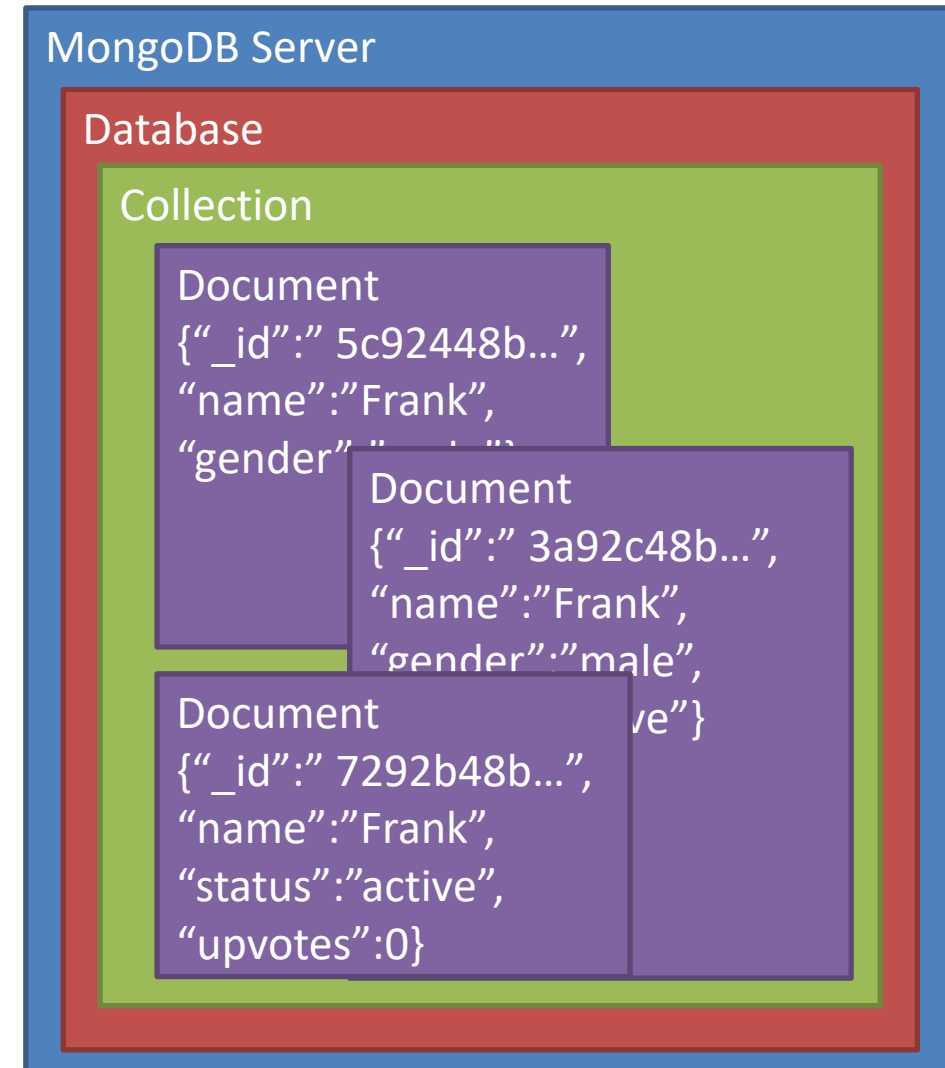 MongoDB Server
Database
Collection
Document
{“_id”:” 5c92448b…”,
“name”:”Frank”,
“gender”
Document
{“_id”:” 3a92c48b…”,
“name”:”Frank”,
“gender”:”male”,
ve”}
Document
{“_id”:” 7292b48b…”,
“name”:”Frank”,
“status”:”active”,
“upvotes”:0}